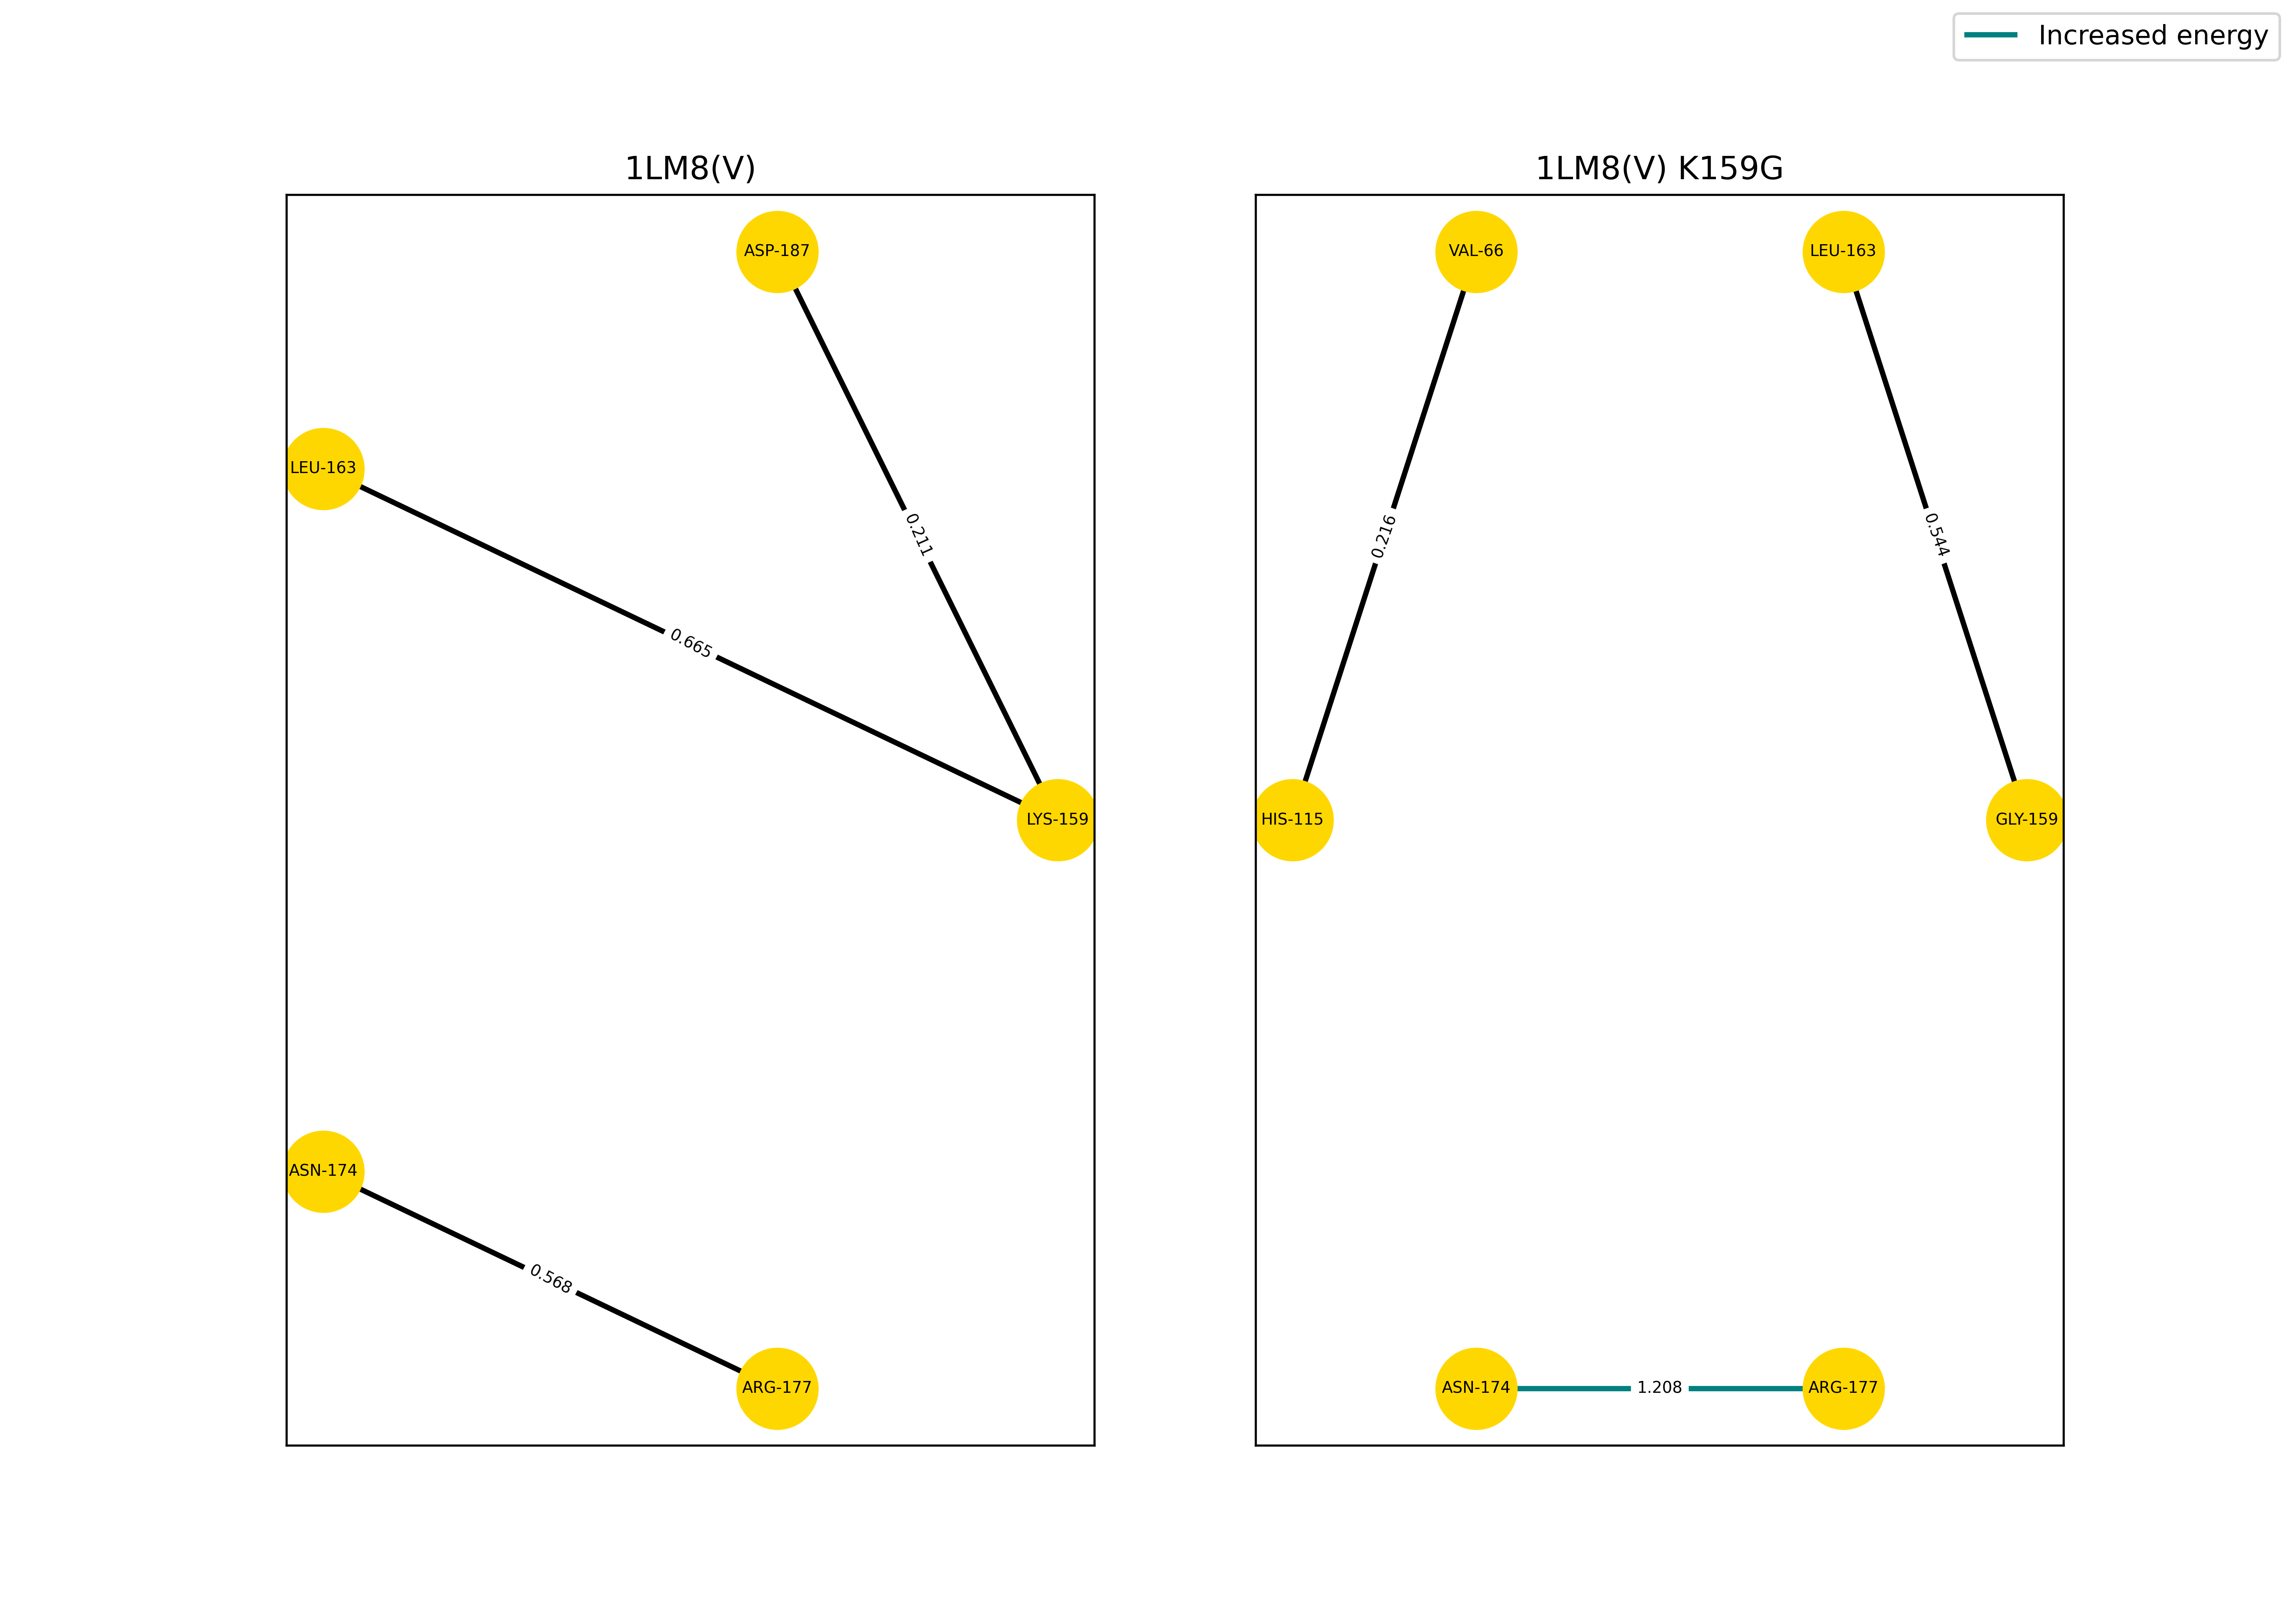 Increased energy
1LM8(V)
ASP-187
LEU-163
0.211
0.665
LYS-159
ASN-174
0.568
ARG-177
1LM8(V) K159G
VAL-66
LEU-163
0.216
0.544
HIS-115
GLY-159
ASN-174
1.208
ARG-177